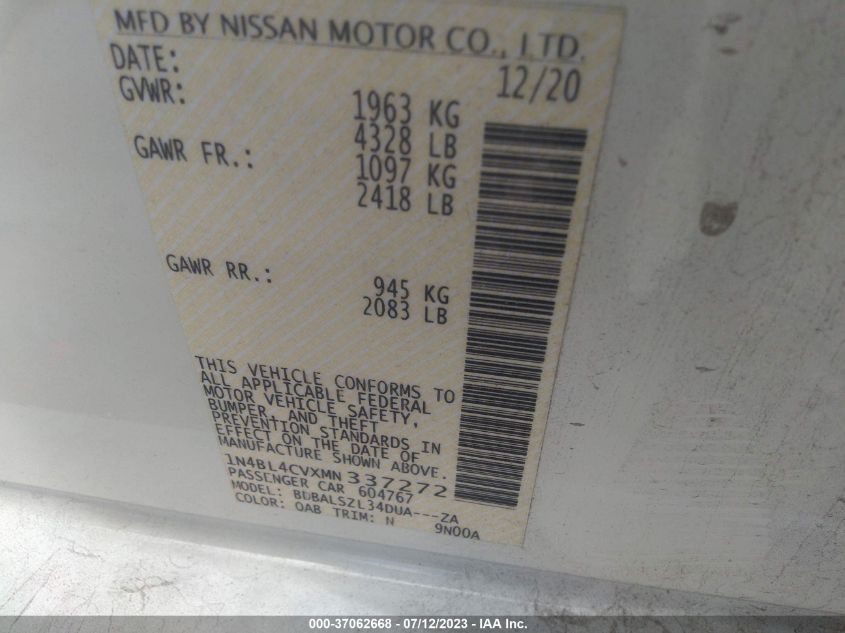 MFD BY NISSAN MOTOR CO., LTD.
DATE: 12/20
GVWR: 1963 KG
4328 LB
GAWR FR.: 1097 KG
2418 LB
GAWR RR.: 945 KG
2083 LB
THIS VEHICLE CONFORMS TO
ALL APPLICABLE FEDERAL
MOTOR VEHICLE SAFETY,
BUMPER, AND THEFT
PREVENTION STANDARDS IN
EFFECT ON THE DATE OF
MANUFACTURE SHOWN ABOVE.
1N4BL4CVXMN 337272
PASSENGER CAR 604767
MODEL: BDBALSZL34DUA---ZA
COLOR: QAB TRIM: N 9N00A
000-37062668 - 07/12/2023 - IAA Inc.